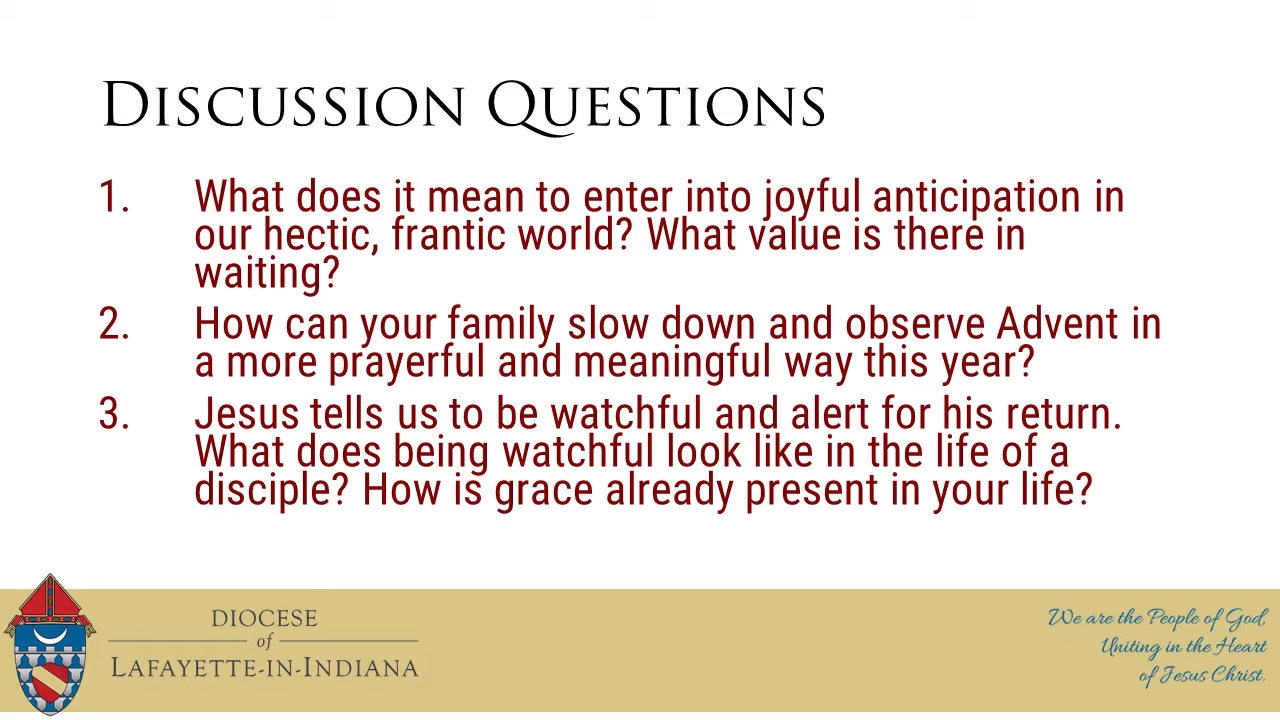 Discussion Questions
1. What does it mean to enter into joyful anticipation in
our hectic, frantic world? What value is there in
waiting?
2. How can your family slow down and observe Advent in
a more prayerful and meaningful way this year?
3. Jesus tells us to be watchful and alert for his return.
What does being watchful look like in the life of a
disciple? How is grace already present in your life?
DIOCESE
of
LAFAYETTE-IN-INDIANA
We are the People of God,
Uniting in the Heart
of Jesus Christ.